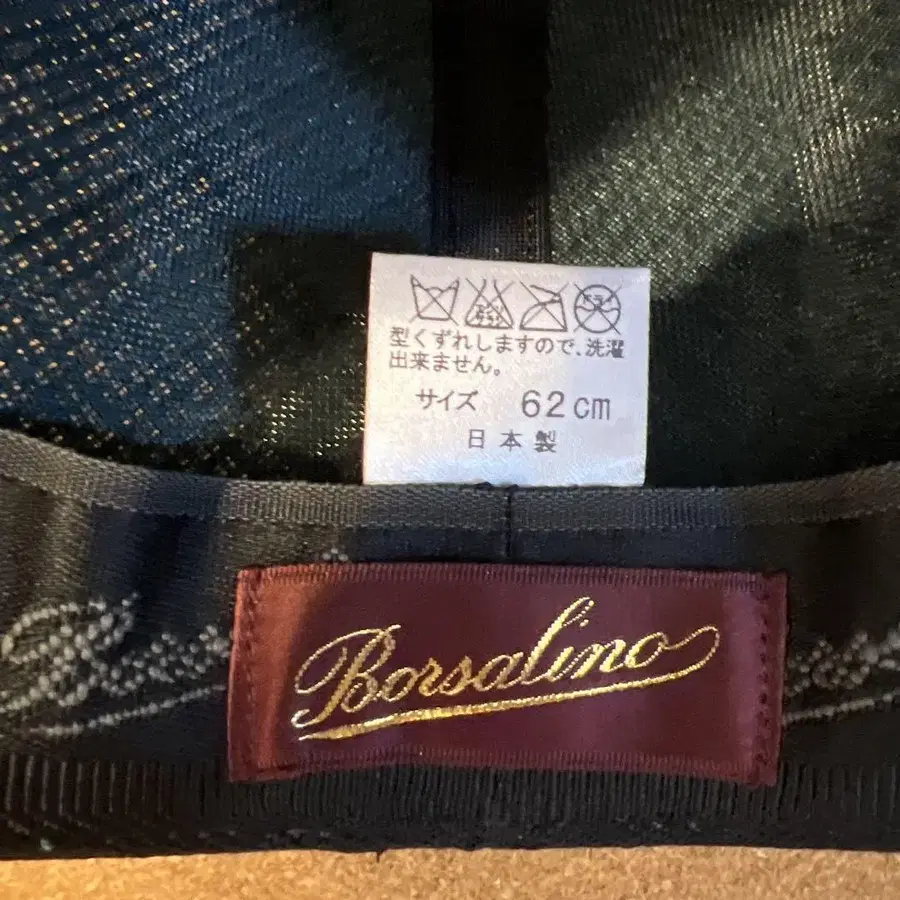 型くずれしますので、洗濯
出来ません。
サイズ 62cm
日本製
Borsalino